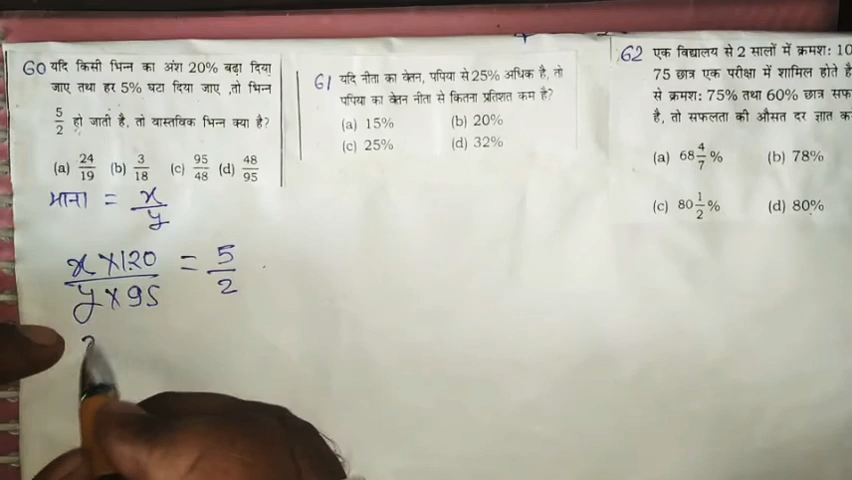 60 यदि किसी भिन्न का अंश 20% बढ़ा दिया
जाए तथा हर 5% घटा दिया जाए ,तो भिन्न
5/2 हो जाती है, तो वास्तविक भिन्न क्या है?
(a) 24/19 (b) 3/18 (c) 95/48 (d) 48/95
माना = x/y
x×120/y×95 = 5/2
61 यदि नीता का वेतन, पपिया से 25% अधिक है, तो
पपिया का वेतन नीता से कितना प्रतिशत कम है?
(a) 15% (b) 20%
(c) 25% (d) 32%
62 एक विद्यालय से 2 सालों में क्रमश: 10
75 छात्र एक परीक्षा में शामिल होते है
से क्रमश: 75% तथा 60% छात्र सफ
है, तो सफलता की औसत दर ज्ञात क
(a) 68 4/7 % (b) 78%
(c) 80 1/2 % (d) 80%